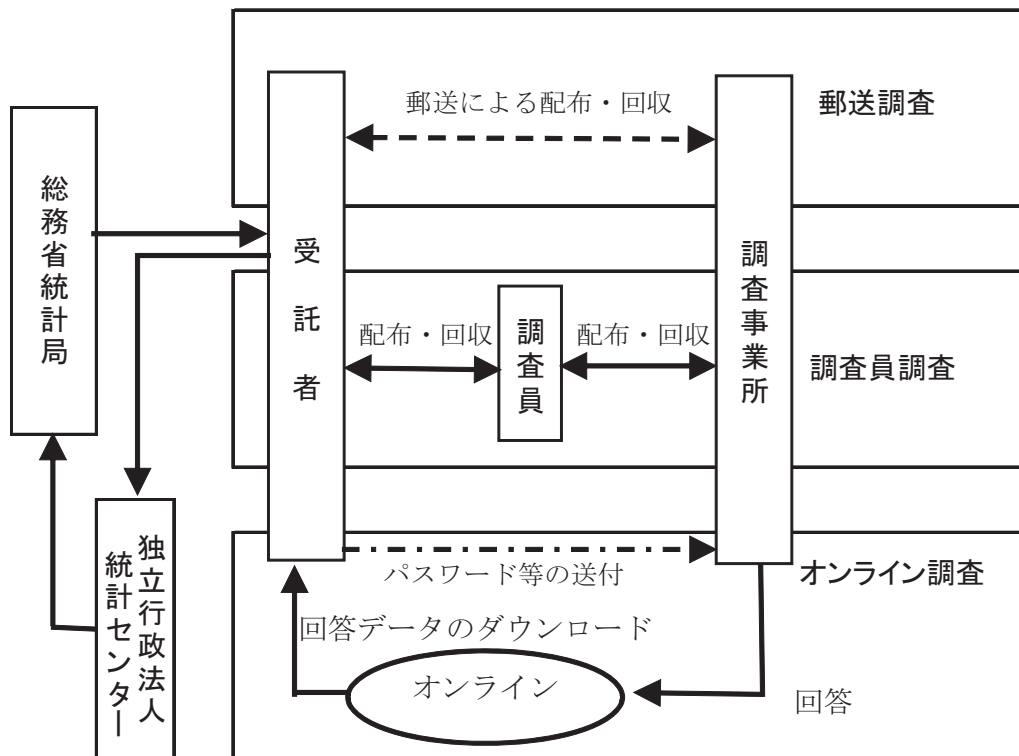 郵送による配布・回収
郵送調査
総務省統計局
受託者
調査事業所
配布・回収
調査員
配布・回収
調査員調査
独立行政法人
統計センター
パスワード等の送付
オンライン調査
回答データのダウンロード
オンライン
回答